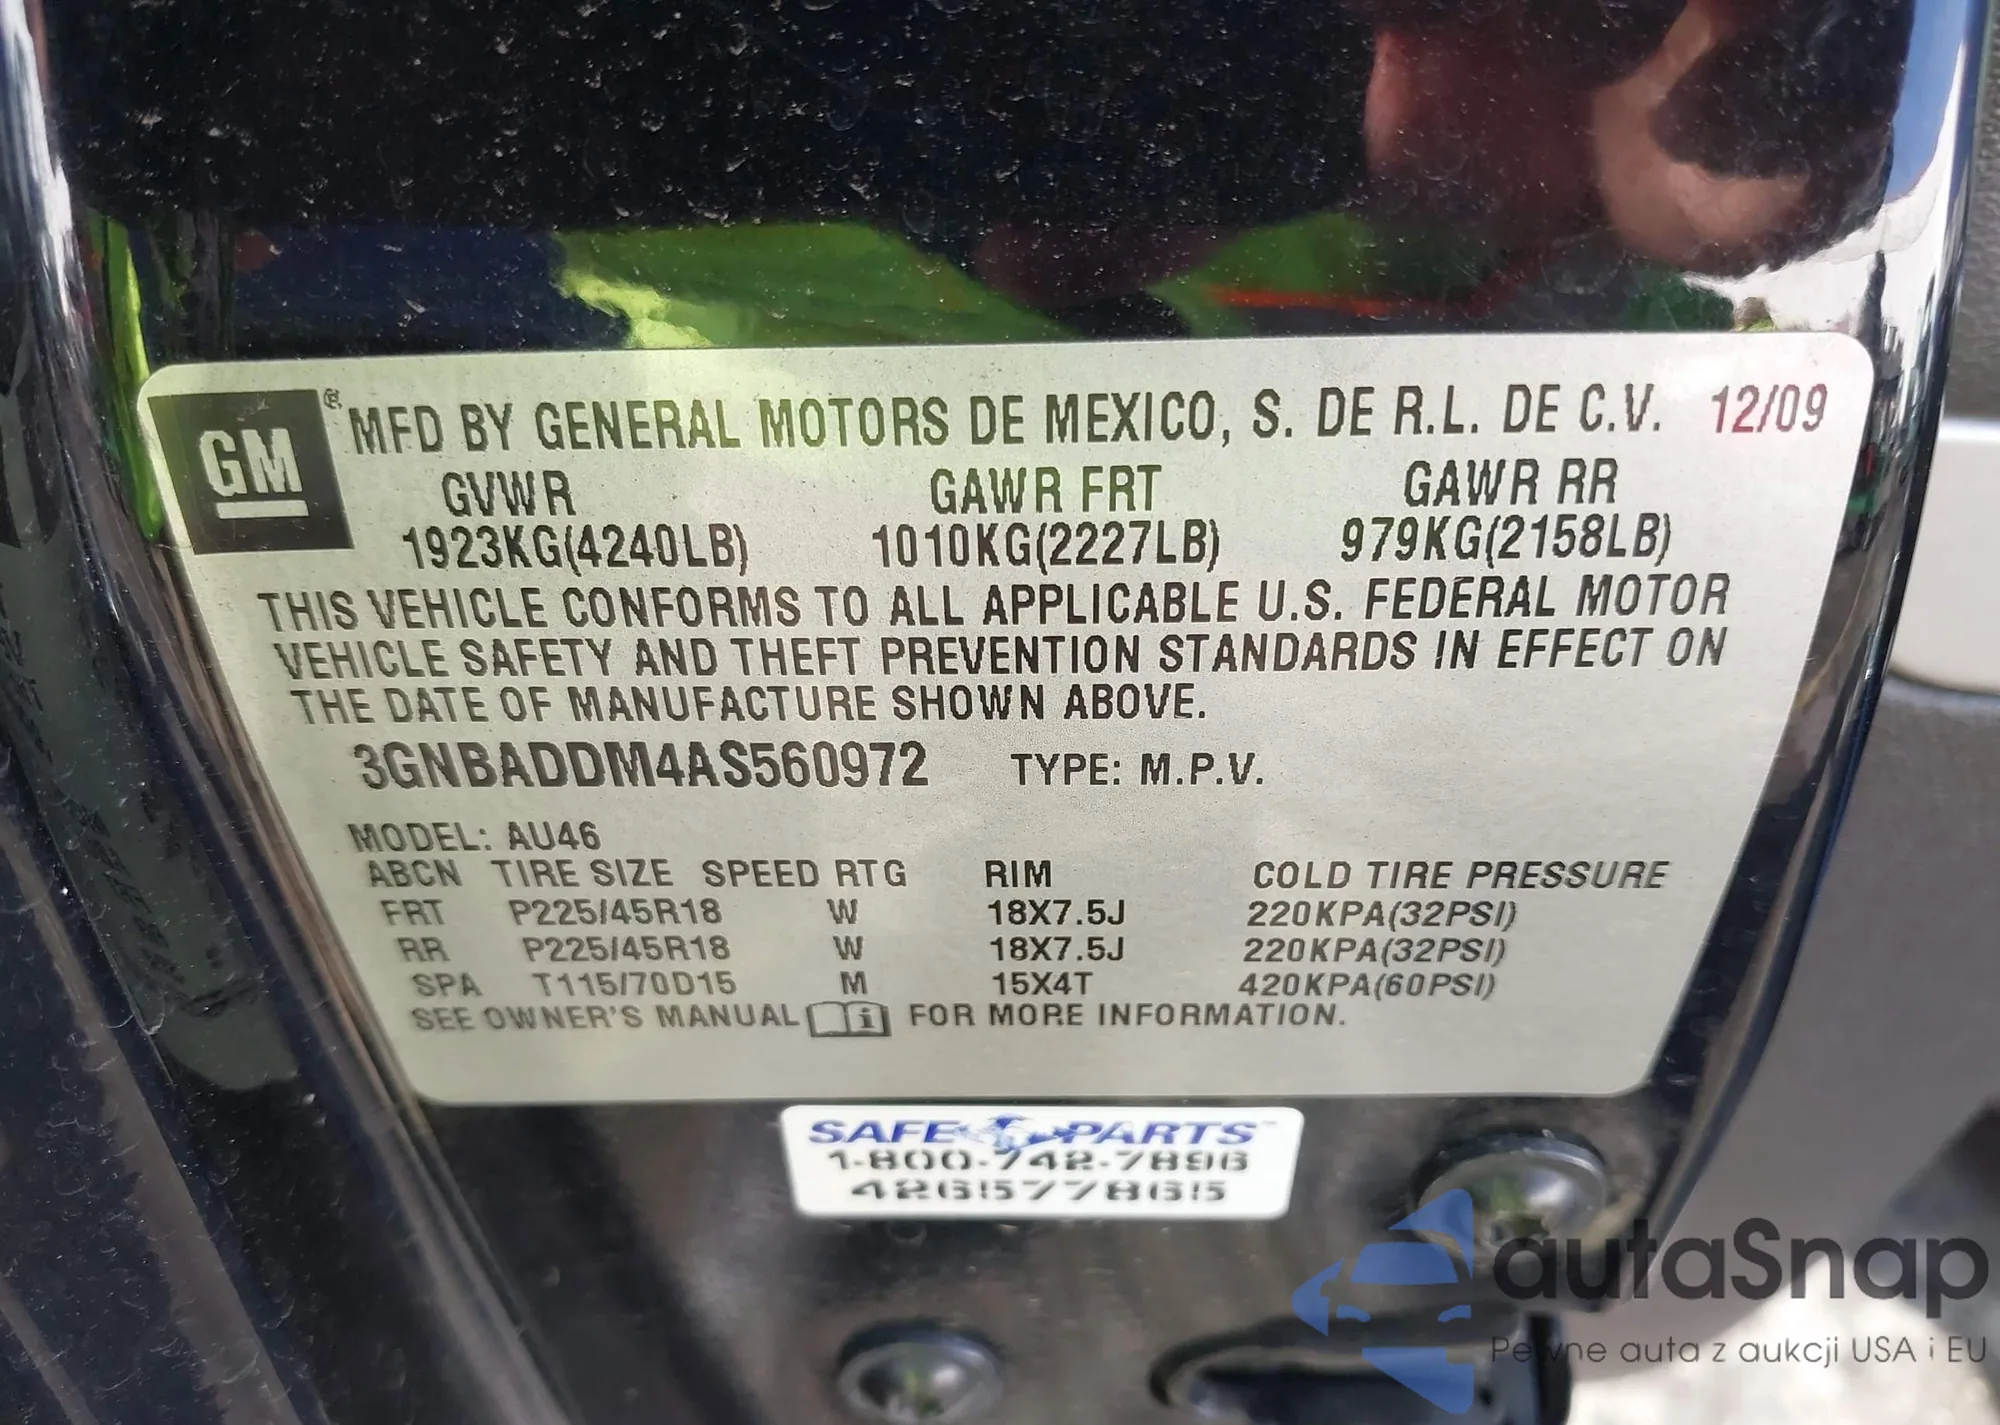 GM ® MFD BY GENERAL MOTORS DE MEXICO, S. DE R.L. DE C.V. 12/09
GVWR GAWR FRT GAWR RR
1923KG(4240LB) 1010KG(2227LB) 979KG(2158LB)
THIS VEHICLE CONFORMS TO ALL APPLICABLE U.S. FEDERAL MOTOR
VEHICLE SAFETY AND THEFT PREVENTION STANDARDS IN EFFECT ON
THE DATE OF MANUFACTURE SHOWN ABOVE.
3GNBADDM4AS560972 TYPE: M.P.V.
MODEL: AU46
ABCN TIRE SIZE SPEED RTG RIM COLD TIRE PRESSURE
FRT P225/45R18 W 18X7.5J 220KPA(32PSI)
RR P225/45R18 W 18X7.5J 220KPA(32PSI)
SPA T115/70D15 M 15X4T 420KPA(60PSI)
SEE OWNER'S MANUAL i FOR MORE INFORMATION.
SAFE PARTS™
1-800-742-7896
4265778615
autaSnap
Pewne auta z aukcji USA i EU